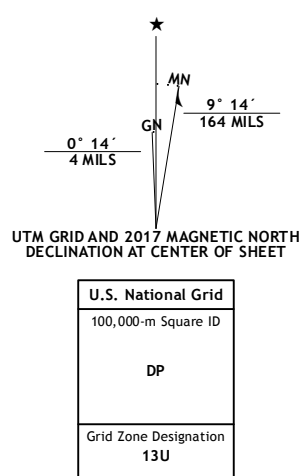 MN
9° 14´
164 MILS
GN
0° 14´
4 MILS
UTM GRID AND 2017 MAGNETIC NORTH
DECLINATION AT CENTER OF SHEET
U.S. National Grid
100,000-m Square ID
DP
Grid Zone Designation
13U